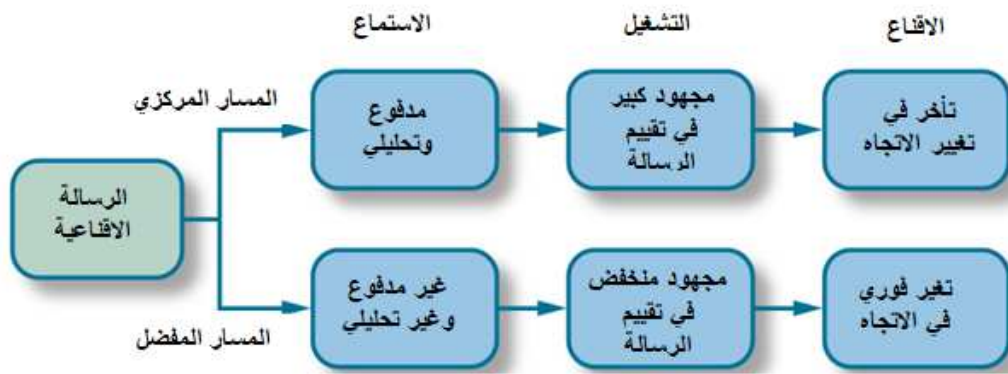 الاقناع
التشغيل
الاستماع
المسار المركزي
مدفوع
وتحليلي
مجهود كبير
في تقييم
الرسالة
تأخر في
تغيير الاتجاه
الرسالة
الاقناعية
غير مدفوع
وغير تحليلي
مجهود منخفض
في تقييم
الرسالة
تغير فوري
في الاتجاه
المسار المفضل